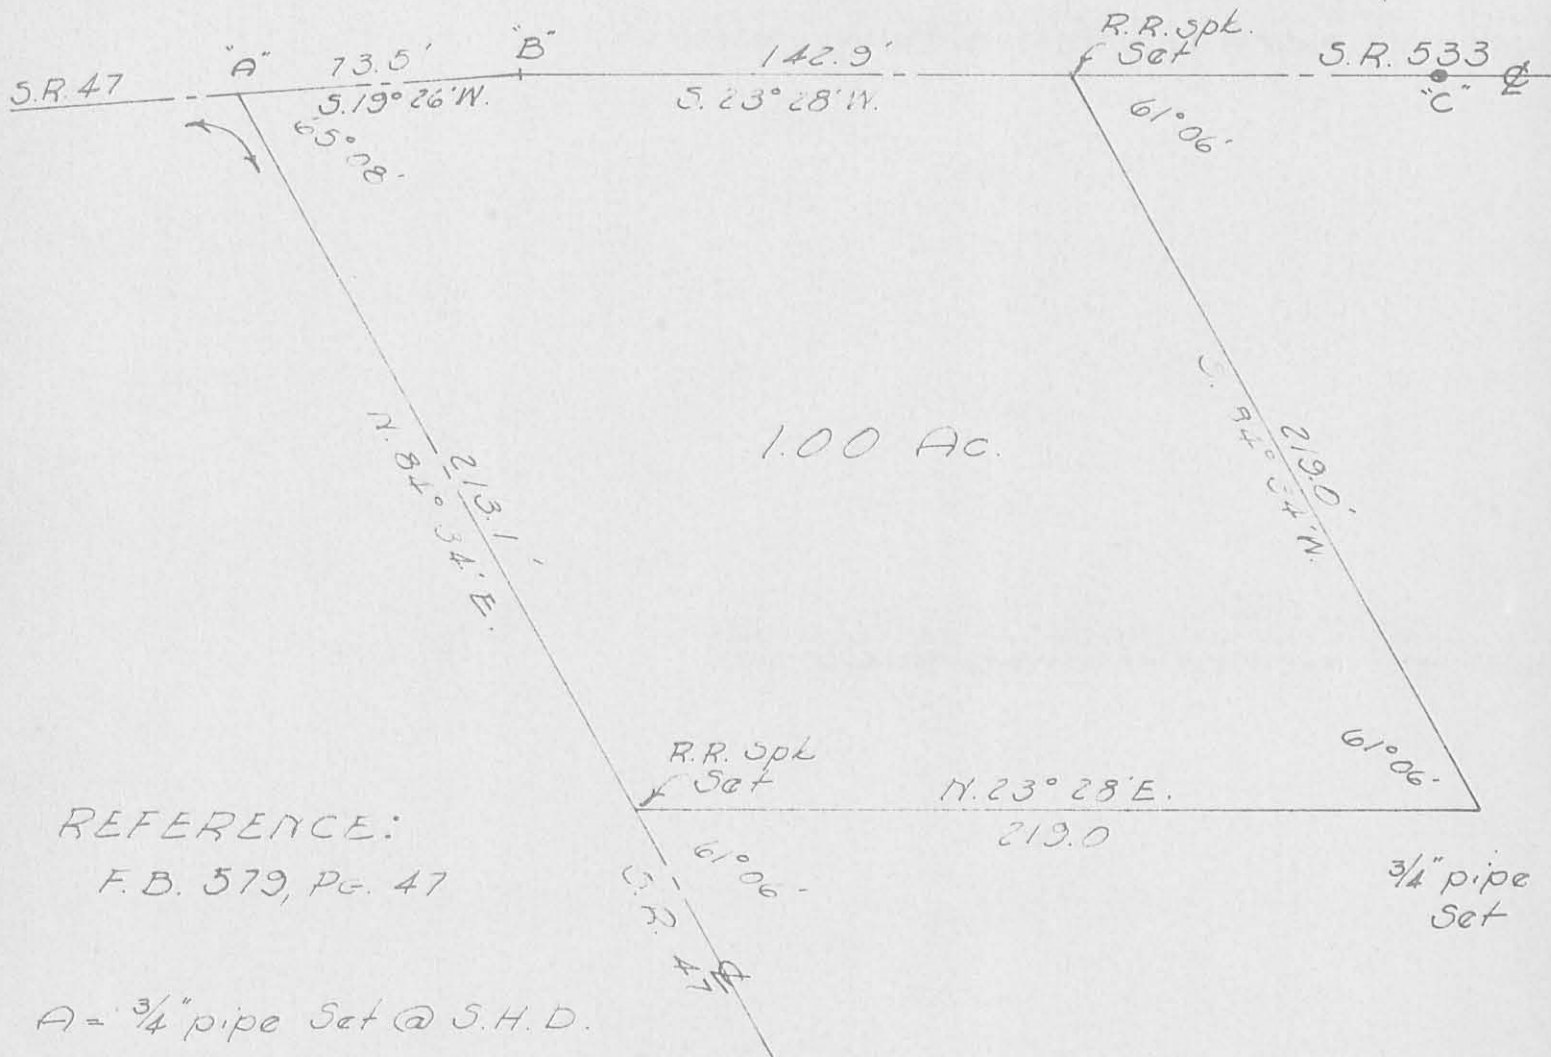 R.R. spk.
Set
"A" 73.5' "B" 142.9' S.R. 533 ℄
S.R. 47 S.19° 26' W. S. 23° 28' W. "C"
65° 08'
61° 06'
N. 84° 34' E.
213.1'
1.00 Ac.
219.0'
S. 84° 34' W.
R.R. Spk
Set
61° 06'
N. 23° 28' E.
219.0
61° 06'
S.R. 47 ℄
3/4" pipe
Set
REFERENCE:
F.B. 579, PG. 47
A = 3/4" pipe Set @ S.H.D.